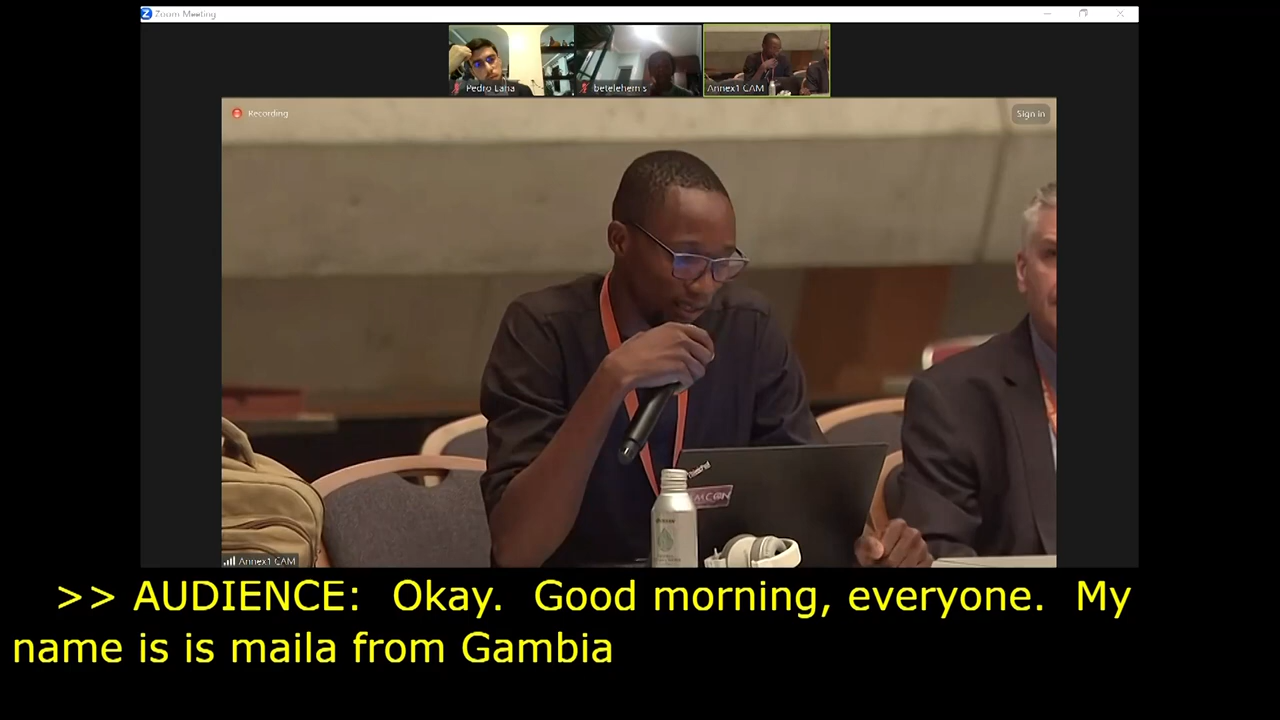 Zoom Meeting
Pedro Lana
betelehem s
Annex1 CAM
Recording
Sign in
ThinkPad
Annex1 CAM
>> AUDIENCE: Okay. Good morning, everyone. My
name is is maila from Gambia